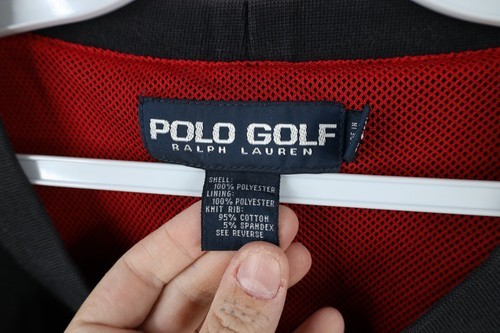 POLO GOLF
RALPH LAUREN
SHELL:
100% POLYESTER
LINING:
100% POLYESTER
KNIT RIB:
95% COTTON
5% SPANDEX
SEE REVERSE